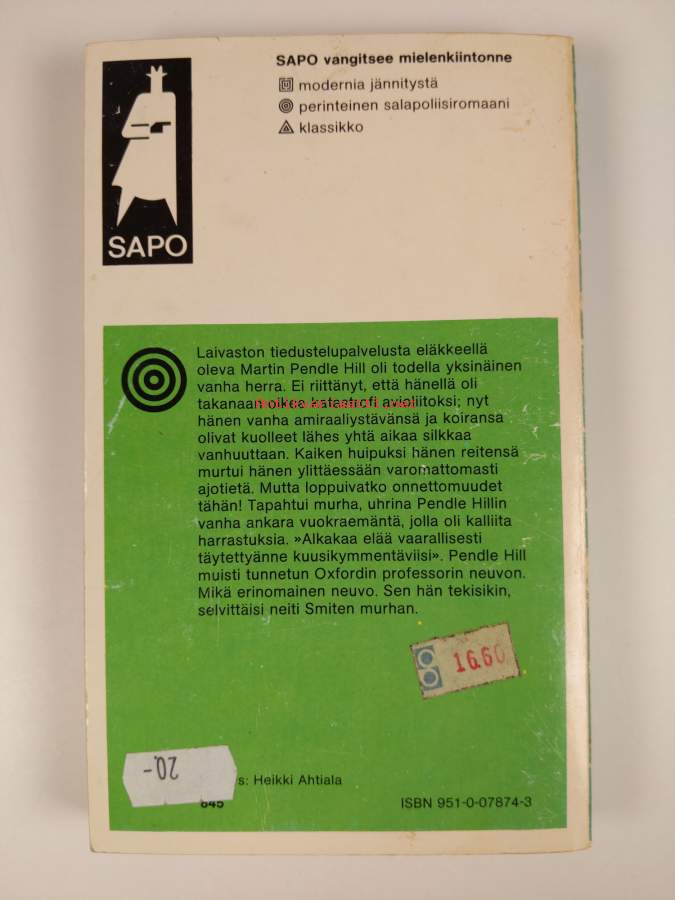 SAPO vangitsee mielenkiintonne
modernia jännitystä
perinteinen salapoliisiromaani
klassikko
SAPO
Laivaston tiedustelupalvelusta eläkkeellä
oleva Martin Pendle Hill oli todella yksinäinen
vanha herra. Ei riittänyt, että hänellä oli
takanaan oikea katastrofi avioliitoksi; nyt
hänen vanha amiraaliystävänsä ja koiransa
olivat kuolleet lähes yhtä aikaa silkkaa
vanhuuttaan. Kaiken huipuksi hänen reitensä
murtui hänen ylittäessään varomattomasti
ajotietä. Mutta loppuivatko onnettomuudet
tähän! Tapahtui murha, uhrina Pendle Hillin
vanha ankara vuokraemäntä, jolla oli kalliita
harrastuksia. »Alkakaa elää vaarallisesti
täytettyänne kuusikymmentäviisi». Pendle Hill
muisti tunnetun Oxfordin professorin neuvon.
Mikä erinomainen neuvo. Sen hän tekisikin,
selvittäisi neiti Smiten murhan.
16.60
20.-
s: Heikki Ahtiala
645
ISBN 951-0-07874-3